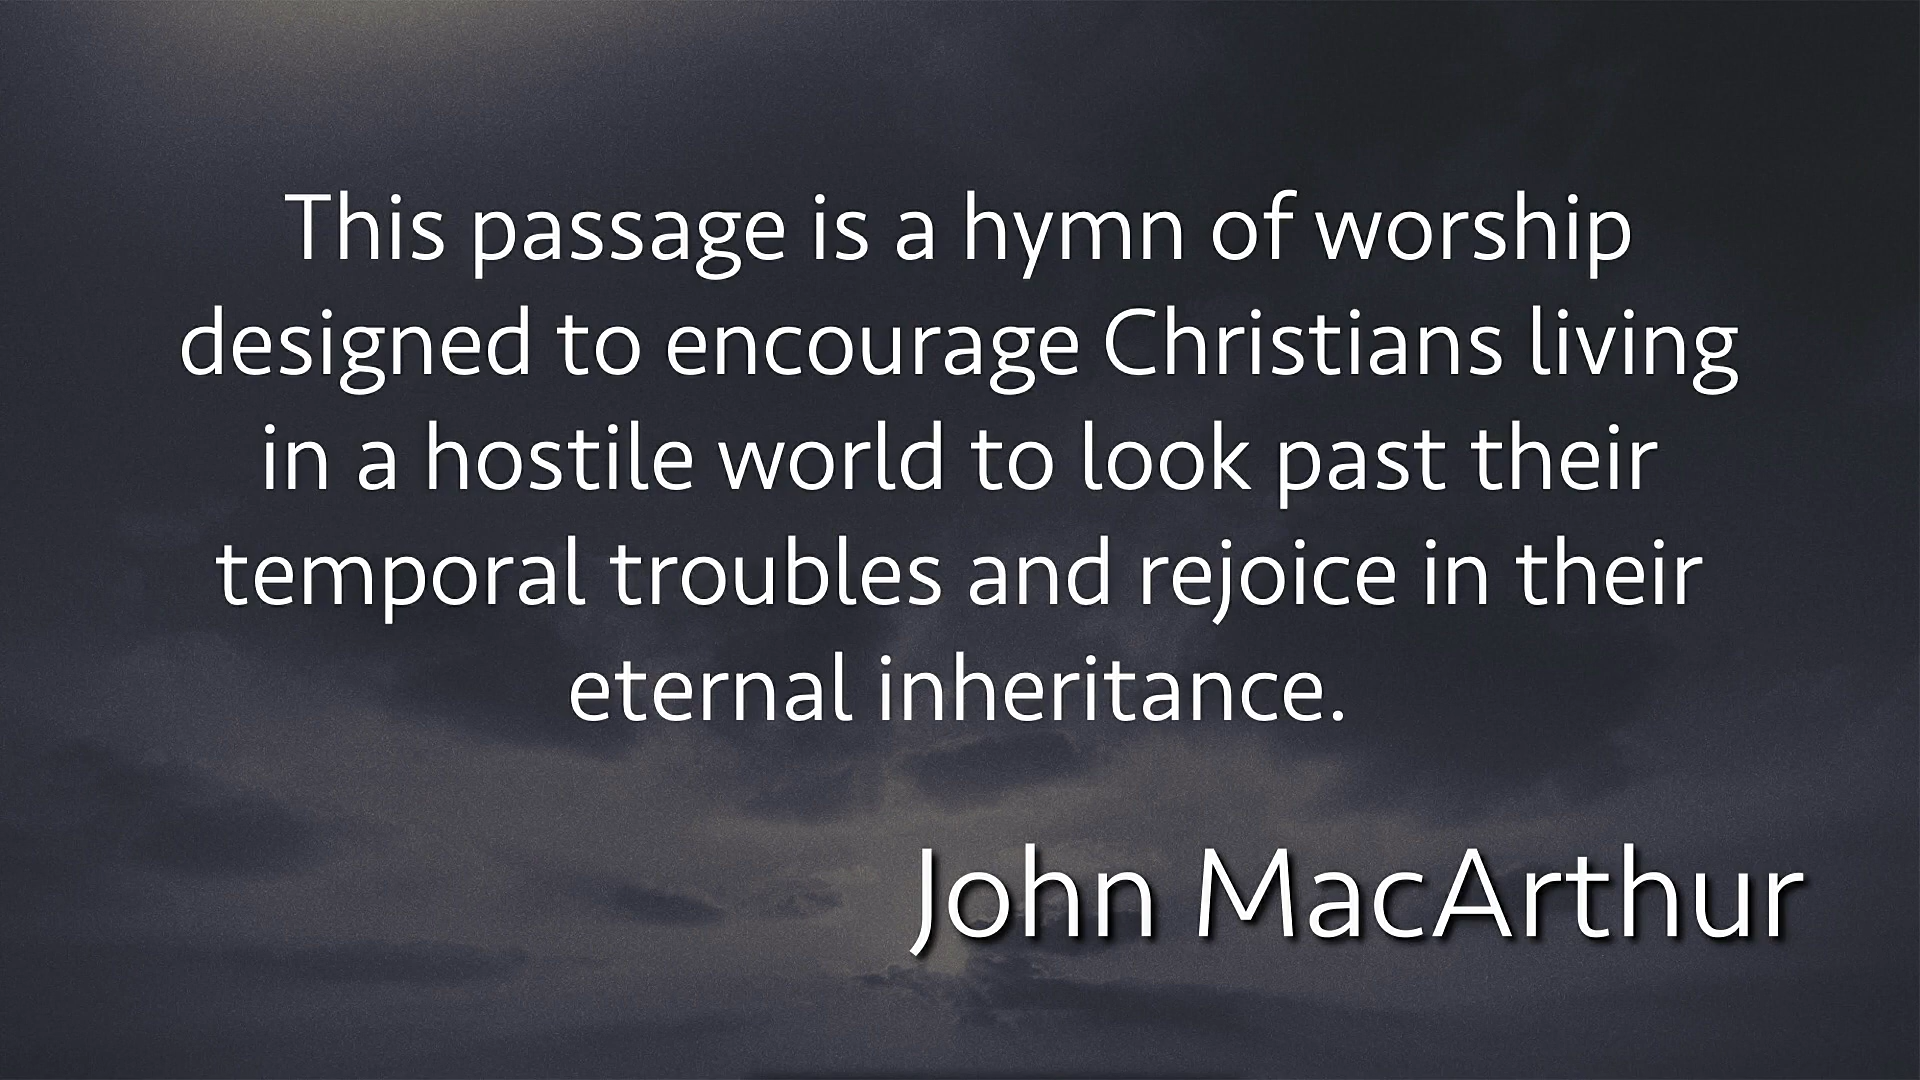 This passage is a hymn of worship
designed to encourage Christians living
in a hostile world to look past their
temporal troubles and rejoice in their
eternal inheritance.
John MacArthur